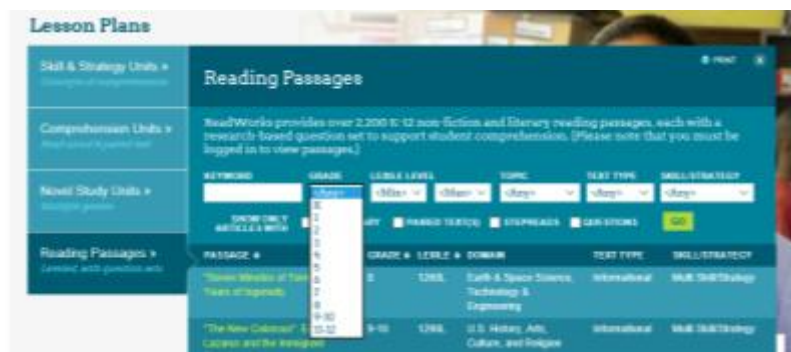 Lesson Plans
Skill & Strategy Units »
PRINT
Reading Passages
Comprehension Units »
ReadWorks provides over 2,200 K-12 non-fiction and literary reading passages, each with a
research-based question set to support student comprehension. (Please note that you must be
logged in to view passages.)
Novel Study Units »
KEYWORD GRADE LEXILE LEVEL TOPIC TEXT TYPE SKILL/STRATEGY
<Any> <Min> <Max> <Any> <Any> <Any>
K
1
2
3
4
5
6
7
8
9-10
11-12
SHOW ONLY
ARTICLES WITH
PAIRED TEXT(S) STEPREADS QUESTIONS GO
Reading Passages »
Leveled with question sets
PASSAGE GRADE LEXILE DOMAIN TEXT TYPE SKILL/STRATEGY
Earth & Space Science, Informational Multi Skill/Strategy
Technology &
Engineering
"The New Colossus" 9-10 U.S. History, Arts, Informational Multi Skill/Strategy
Lazarus and the Culture, and Religion